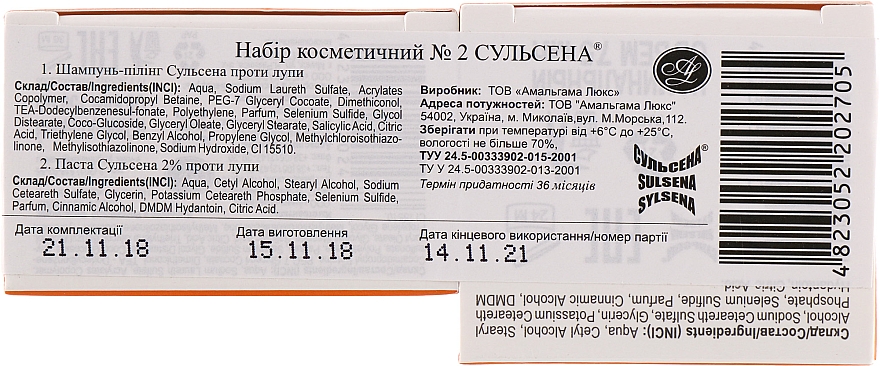 Набір косметичний № 2 СУЛЬСЕНА®
1. Шампунь-пілінг Сульсена проти лупи
Склад/Состав/Ingredients(INCI): Aqua, Sodium Laureth Sulfate, Acrylates
Copolymer, Cocamidopropyl Betaine, PEG-7 Glyceryl Cocoate, Dimethiconol,
TEA-Dodecylbenzenesul-fonate, Polyethylene, Parfum, Selenium Sulfide, Glycol
Distearate, Coco-Glucoside, Glyceryl Oleate, Glyceryl Stearate, Salicylic Acid, Citric
Acid, Triethylene Glycol, Benzyl Alcohol, Propylene Glycol, Methylchloroisothiazo-
linone, Methylisothiazolinone, Sodium Hydroxide, CI 15510.
2. Паста Сульсена 2% проти лупи
Склад/Состав/Ingredients(INCI): Aqua, Cetyl Alcohol, Stearyl Alcohol, Sodium
Ceteareth Sulfate, Glycerin, Potassium Ceteareth Phosphate, Selenium Sulfide,
Parfum, Cinnamic Alcohol, DMDM Hydantoin, Citric Acid.
Виробник: ТОВ «Амальгама Люкс»
Адреса потужностей: ТОВ "Амальгама Люкс"
54002, Україна, м. Миколаїв,вул. М.Морська,112.
Зберігати при температурі від +6°C до +25°C,
вологості не більше 70%,
ТУУ 24.5-00333902-015-2001
ТУ У 24.5-00333902-013-2001
Термін придатності 36 місяців
СУЛЬСЕНА®
SULSENA
SYLSENA
4 823052 202705
Дата комплектації
21.11.18
Дата виготовлення
15.11.18
Дата кінцевого використання/номер партії
14.11.21
Склад/Состав/Ingredients (INCI): Aqua, Cetyl Alcohol, Stearyl
Alcohol, Sodium Ceteareth Sulfate, Glycerin, Potassium Ceteareth
Phosphate, Selenium Sulfide, Parfum, Cinnamic Alcohol, DMDM
Hydantoin, Citric Acid